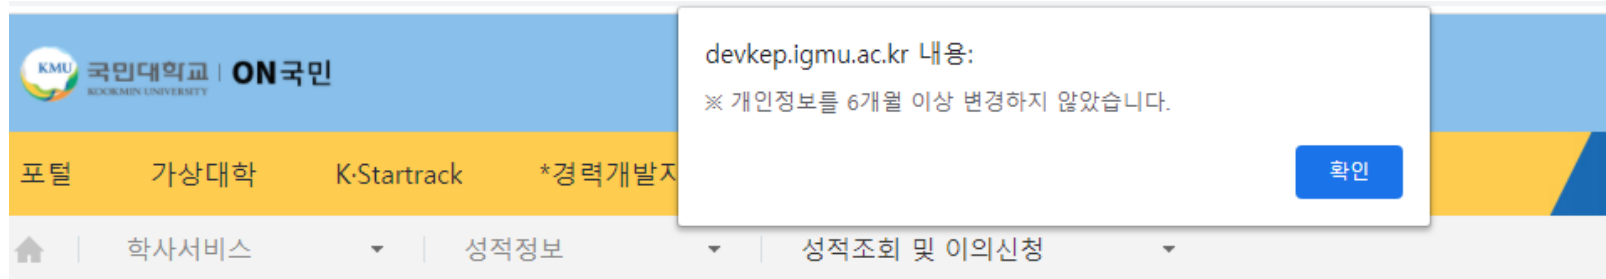 KMU 국민대학교 ON국민
KOOKMIN UNIVERSITY
devkep.igmu.ac.kr 내용:
※ 개인정보를 6개월 이상 변경하지 않았습니다.
확인
포털 가상대학 K·Startrack *경력개발지
학사서비스 성적정보 성적조회 및 이의신청